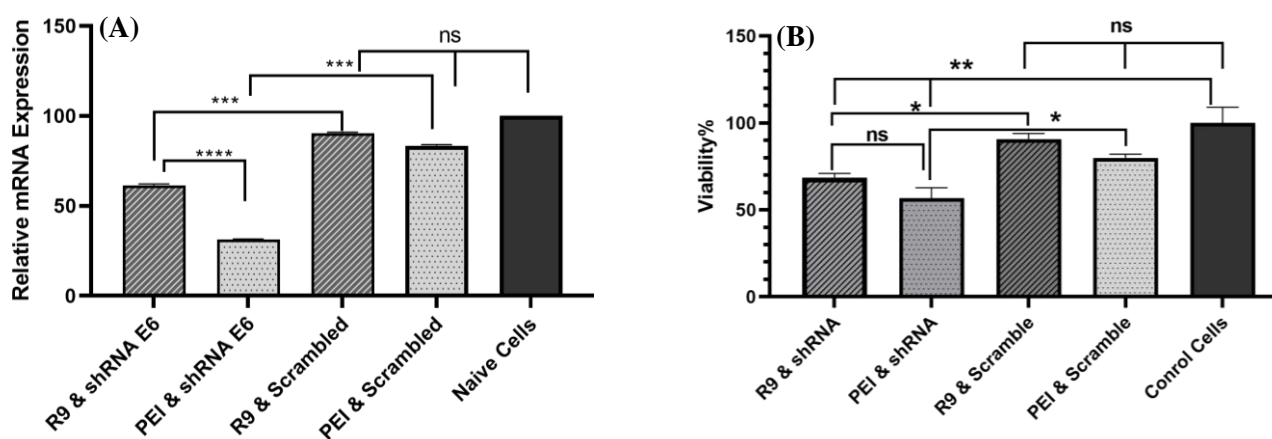 (A)
Relative mRNA Expression
150
100
50
0
ns
***
***
****
R9 & shRNA E6
PEI & shRNA E6
R9 & Scrambled
PEI & Scrambled
Naive Cells
(B)
Viability%
150
100
50
0
ns
**
*
*
ns
R9 & shRNA
PEI & shRNA
R9 & Scramble
PEI & Scramble
Conrol Cells